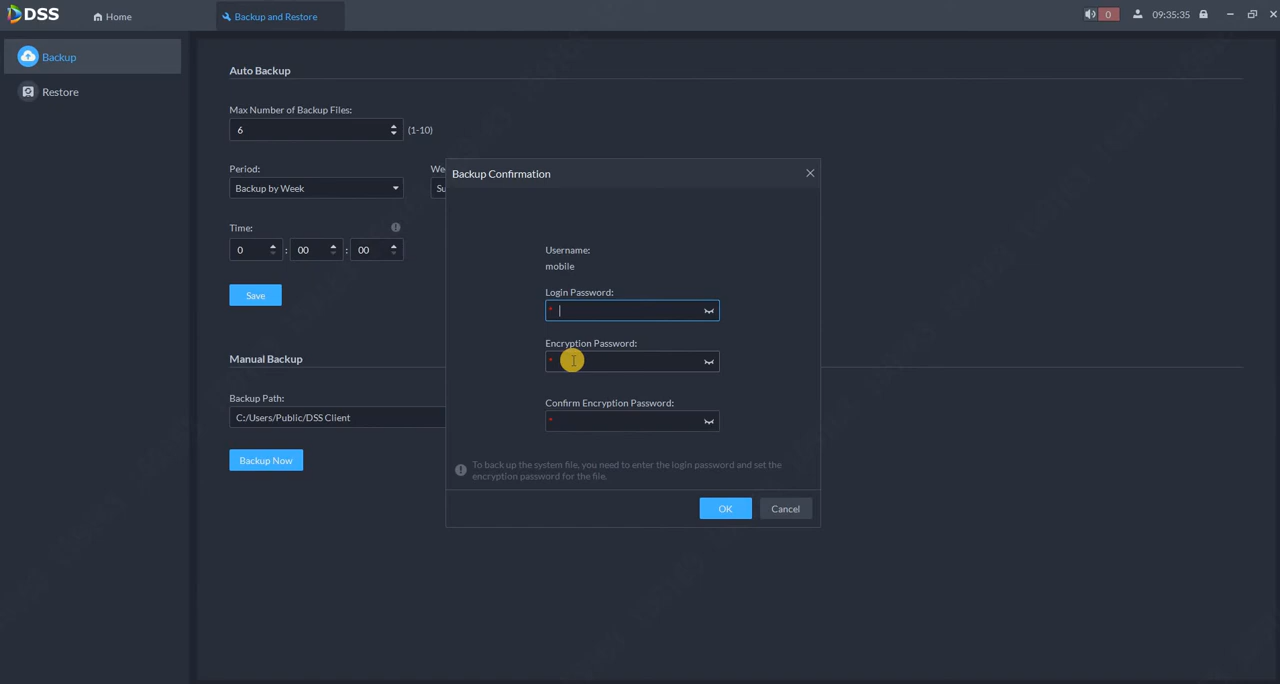 DSS Home Backup and Restore 0 09:35:35
Backup
Restore
Auto Backup
Max Number of Backup Files:
6 (1-10)
Period: We
Backup by Week Su
Time:
0 : 00 : 00
Save
Manual Backup
Backup Path:
C:/Users/Public/DSS Client
Backup Now
Backup Confirmation
Username:
mobile
Login Password:
*
Encryption Password:
*
Confirm Encryption Password:
*
To back up the system file, you need to enter the login password and set the
encryption password for the file.
OK Cancel